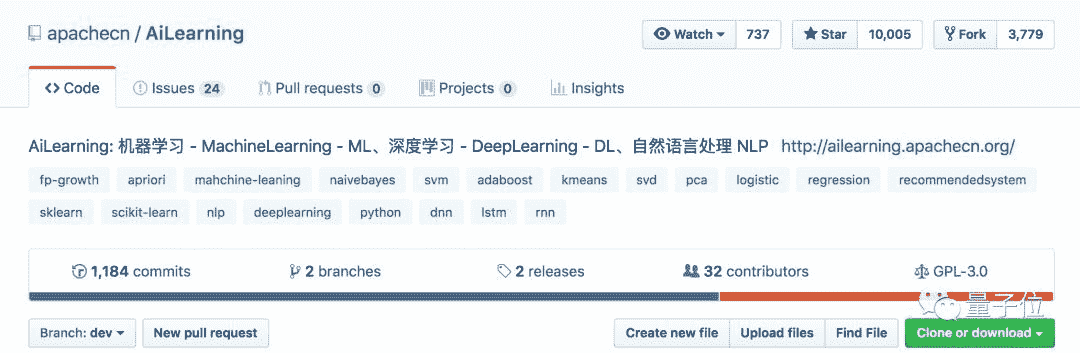 apachecn / AiLearning Watch 737 Star 10,005 Fork 3,779
Code Issues 24 Pull requests 0 Projects 0 Insights
AiLearning: 机器学习 - MachineLearning - ML、深度学习 - DeepLearning - DL、自然语言处理 NLP http://ailearning.apachecn.org/
fp-growth apriori mahchine-leaning naivebayes svm adaboost kmeans svd pca logistic regression recommendedsystem
sklearn scikit-learn nlp deeplearning python dnn lstm rnn
1,184 commits 2 branches 2 releases 32 contributors GPL-3.0
量子位
Branch: dev New pull request Create new file Upload files Find File Clone or download